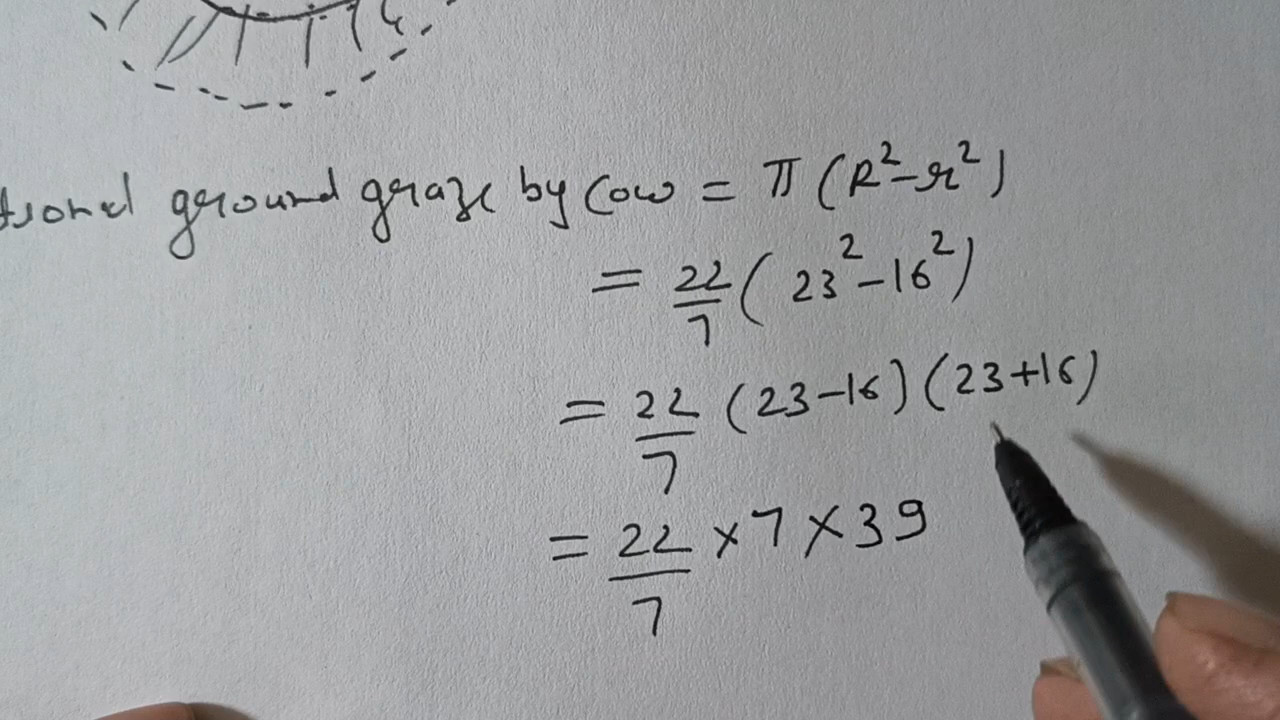 ground graze by Cow = π (R²-r²)
= 22/7 ( 23² - 16² )
= 22/7 (23-16) (23+16)
= 22/7 × 7 × 39